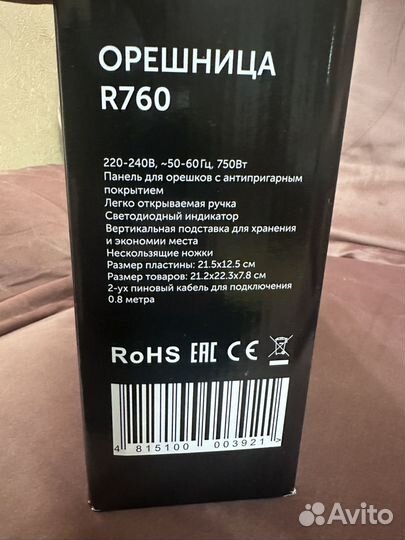 ОРЕШНИЦА
R760
220-240В, ~50-60Гц, 750Вт
Панель для орешков с антипригарным
покрытием
Легко открываемая ручка
Светодиодный индикатор
Вертикальная подставка для хранения
и экономии места
Нескользящие ножки
Размер пластины: 21.5x12.5 см
Размер товаров: 21.2x22.3x7.8 см
2-ух пиновый кабель для подключения
0.8 метра
RoHS EAC CE
4 815100 003921 >
Avito